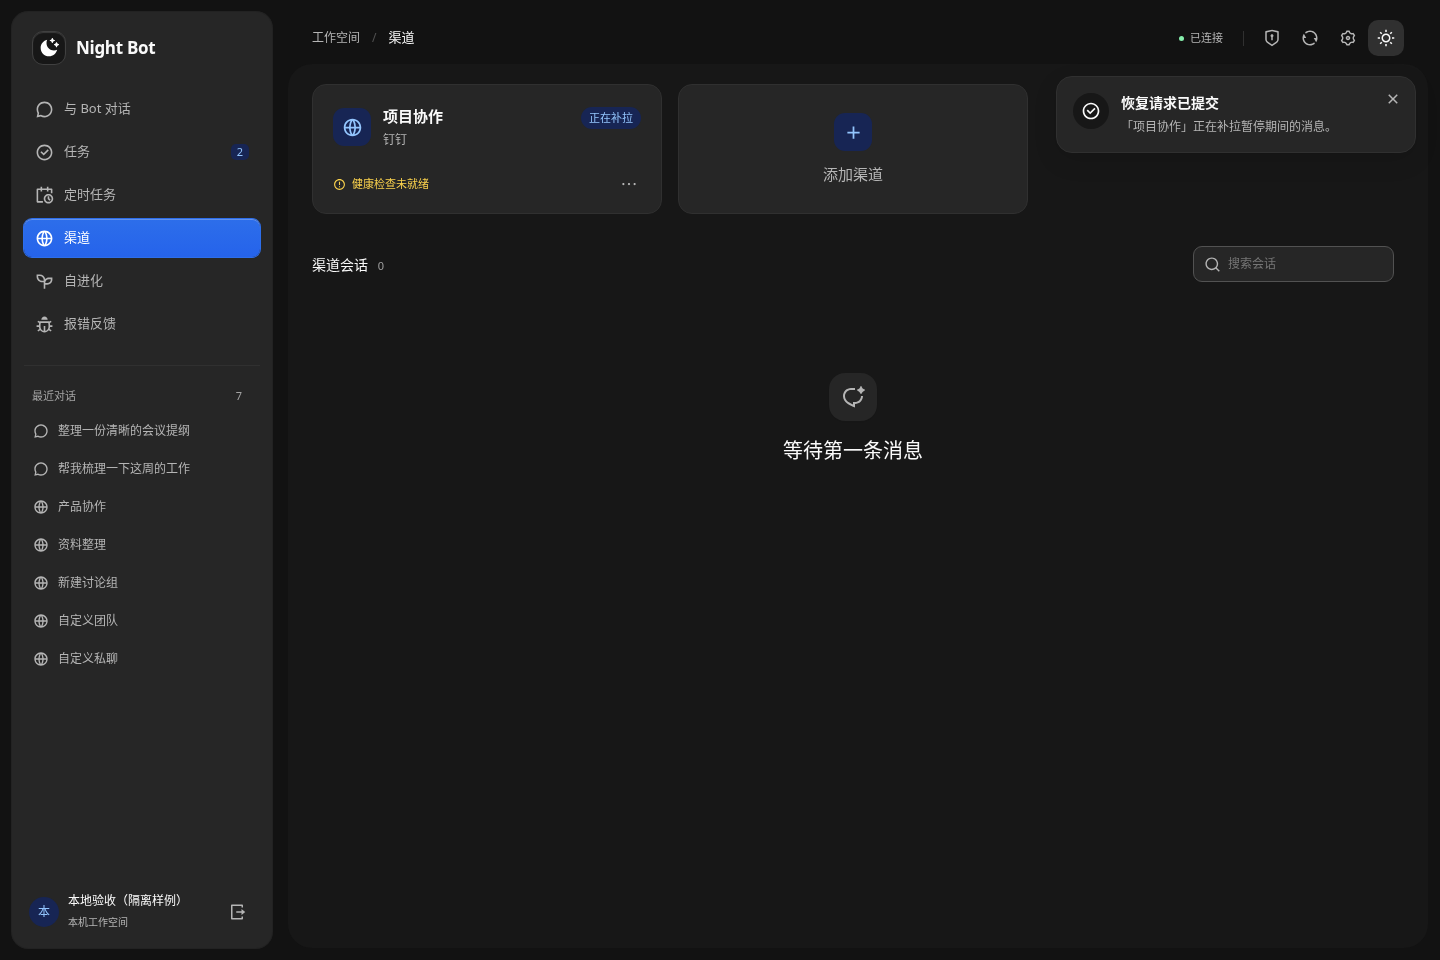 Night Bot
与 Bot 对话
任务
2
定时任务
渠道
自进化
报错反馈
最近对话
7
整理一份清晰的会议提纲
帮我梳理一下这周的工作
产品协作
资料整理
新建讨论组
自定义团队
自定义私聊
本
本地验收（隔离样例）
本机工作空间
工作空间 / 渠道
已连接
项目协作
正在补拉
钉钉
健康检查未就绪
添加渠道
恢复请求已提交
「项目协作」正在补拉暂停期间的消息。
渠道会话 0
搜索会话
等待第一条消息